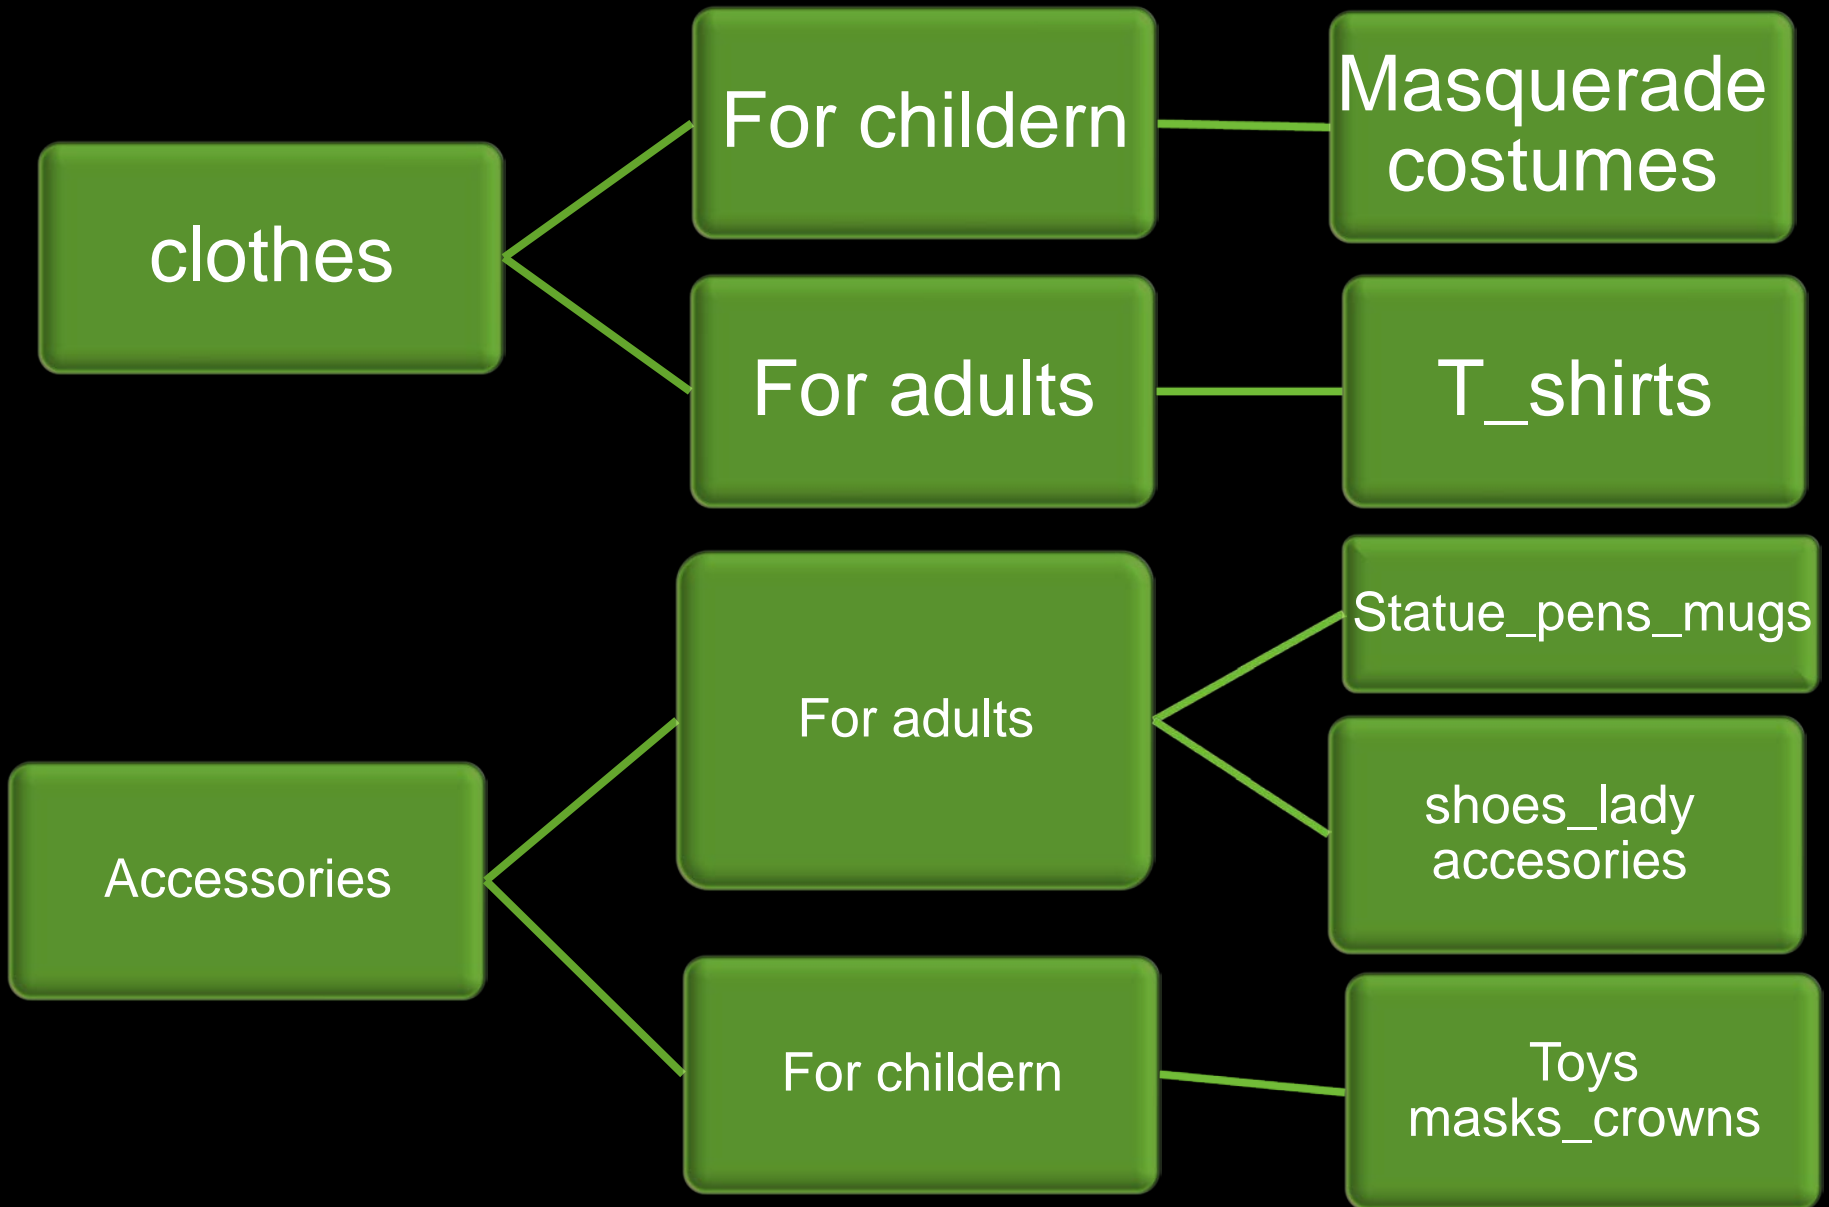 clothes
For childern
Masquerade
costumes
For adults
T_shirts
Accessories
For adults
Statue_pens_mugs
shoes_lady
accesories
For childern
Toys
masks_crowns